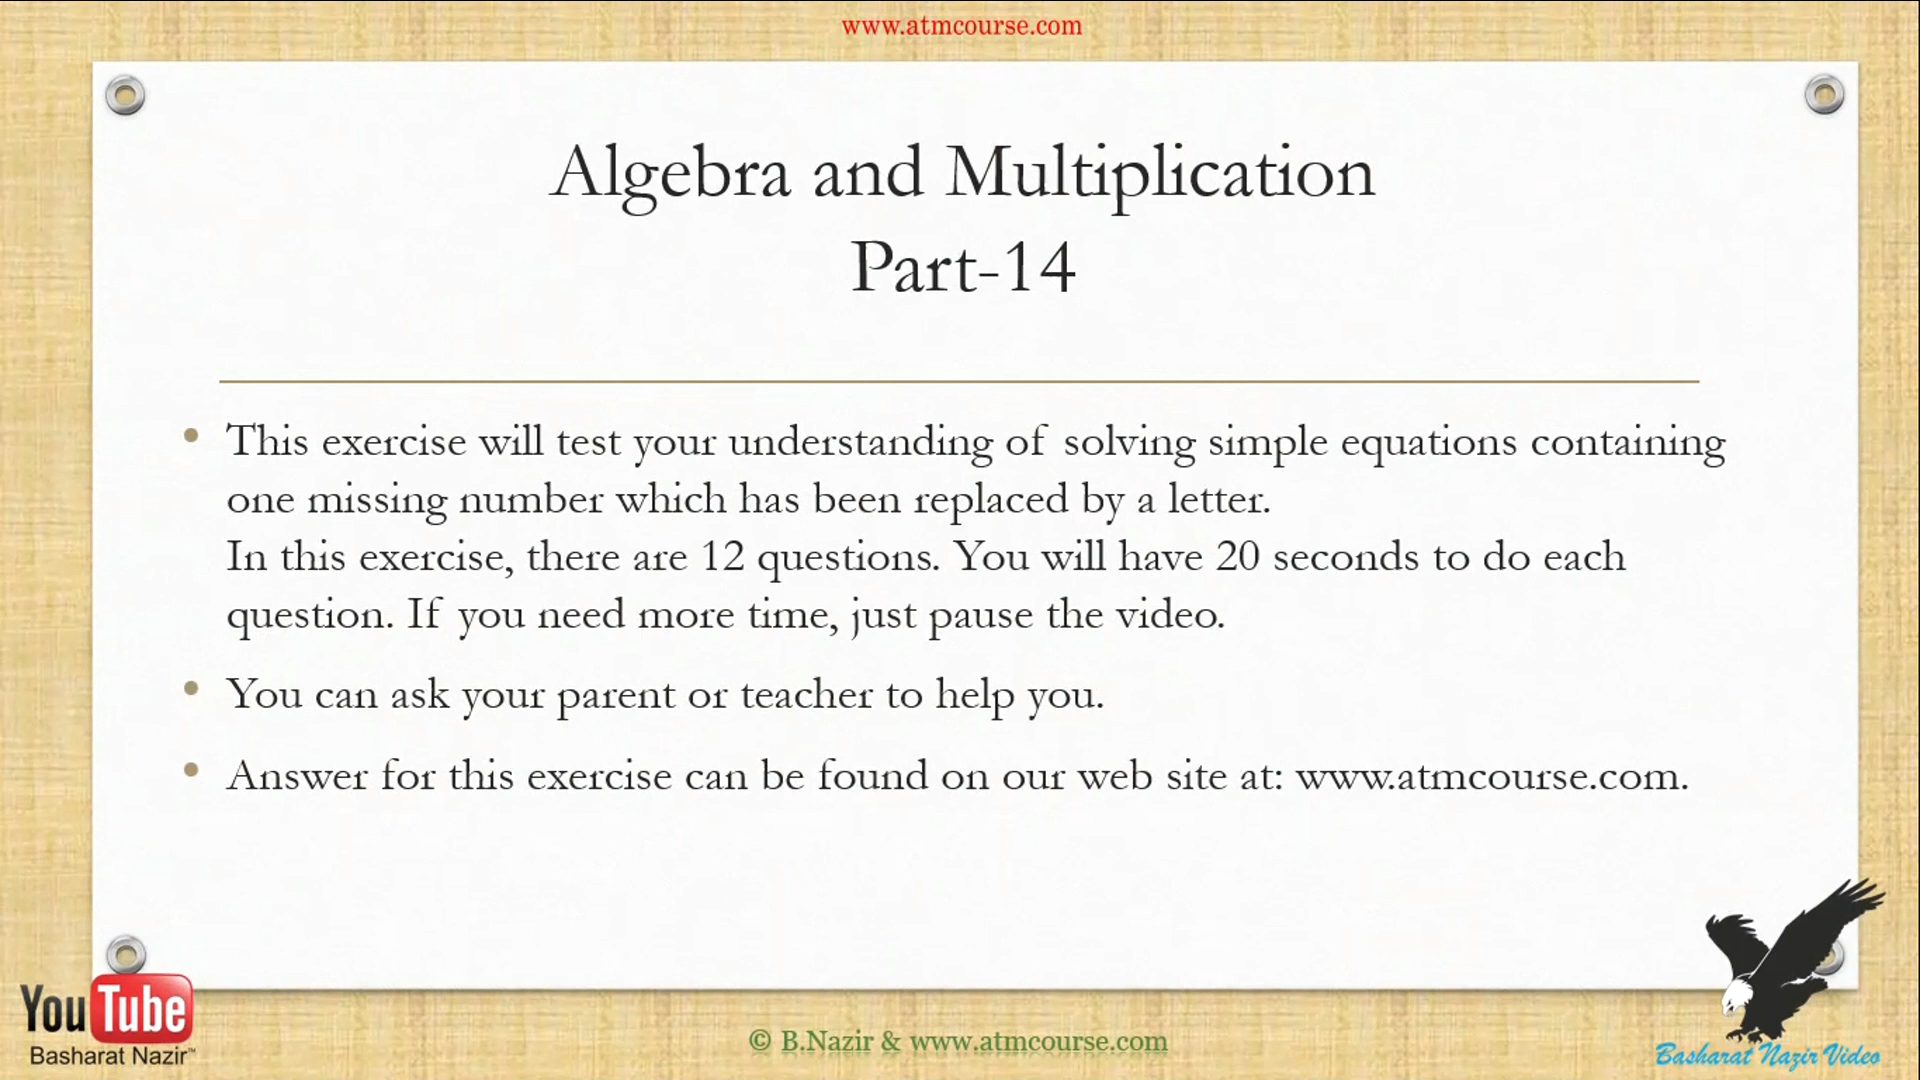 www.atmcourse.com
Algebra and Multiplication
Part-14
• This exercise will test your understanding of solving simple equations containing
one missing number which has been replaced by a letter.
In this exercise, there are 12 questions. You will have 20 seconds to do each
question. If you need more time, just pause the video.
• You can ask your parent or teacher to help you.
• Answer for this exercise can be found on our web site at: www.atmcourse.com.
YouTube
Basharat Nazir™
© B.Nazir & www.atmcourse.com
Basharat Nazir Video